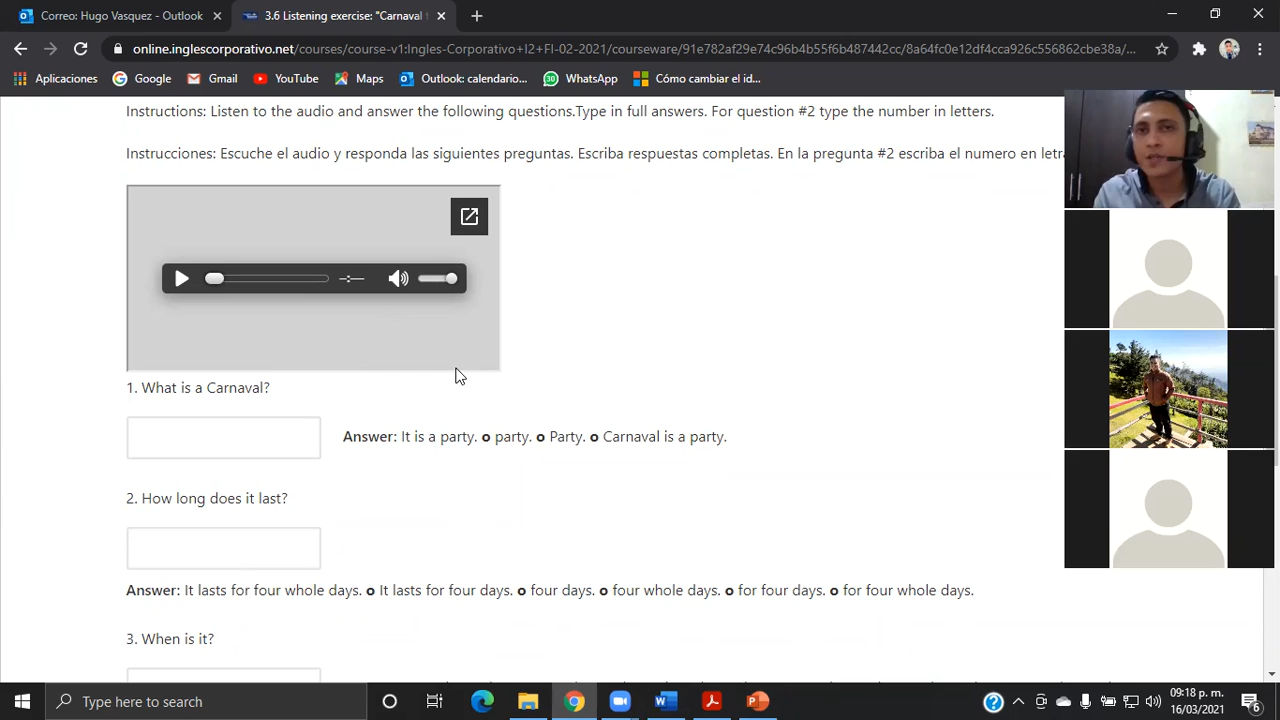 Correo: Hugo Vasquez - Outlook
3.6 Listening exercise: "Carnaval
online.inglescorporativo.net/courses/course-v1:Ingles-Corporativo+I2+FI-02-2021/courseware/91e782af29e74c96b4b55f6b487442cc/8a64fc0e12df4cca926c556862cbe38a/...
Aplicaciones Google Gmail YouTube Maps Outlook: calendario... WhatsApp Cómo cambiar el id...
Instructions: Listen to the audio and answer the following questions.Type in full answers. For question #2 type the number in letters.
Instrucciones: Escuche el audio y responda las siguientes preguntas. Escriba respuestas completas. En la pregunta #2 escriba el numero en letr
1. What is a Carnaval?
Answer: It is a party. o party. o Party. o Carnaval is a party.
2. How long does it last?
Answer: It lasts for four whole days. o It lasts for four days. o four days. o four whole days. o for four days. o for four whole days.
3. When is it?
Type here to search
09:18 p. m.
16/03/2021
6